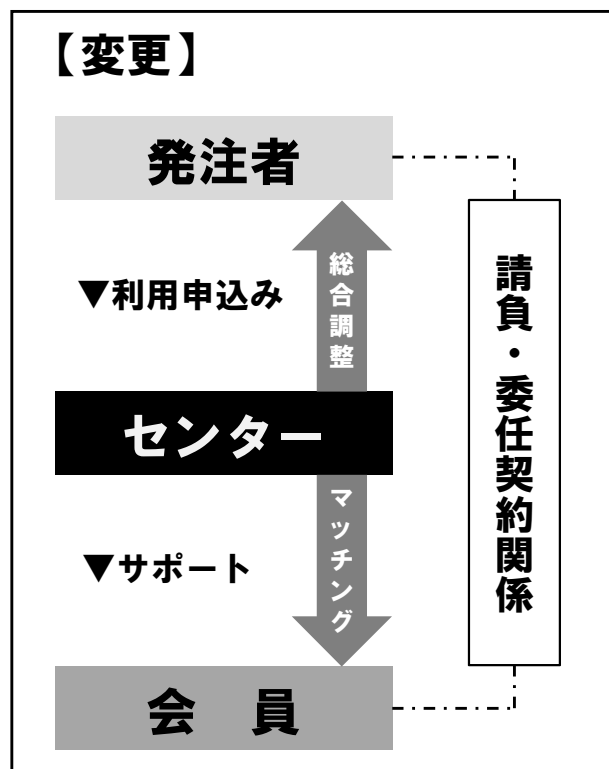 【変更】
発注者
▼利用申込み
総合調整
請負・委任契約関係
センター
マッチング
▼サポート
会　員